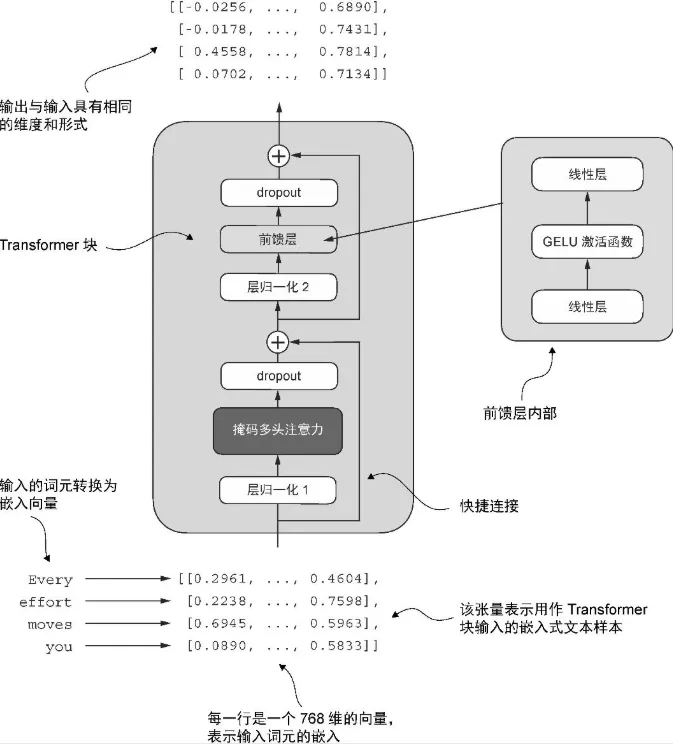 [[-0.0256, ..., 0.6890],
[-0.0178, ..., 0.7431],
[ 0.4558, ..., 0.7814],
[ 0.0702, ..., 0.7134]]
输出与输入具有相同
的维度和形式
dropout
前馈层
层归一化 2
dropout
掩码多头注意力
层归一化 1
Transformer 块
线性层
GELU 激活函数
线性层
前馈层内部
快捷连接
输入的词元转换为
嵌入向量
Every [[0.2961, ..., 0.4604],
effort [0.2238, ..., 0.7598],
moves [0.6945, ..., 0.5963],
you [0.0890, ..., 0.5833]]
该张量表示用作 Transformer
块输入的嵌入式文本样本
每一行是一个 768 维的向量，
表示输入词元的嵌入